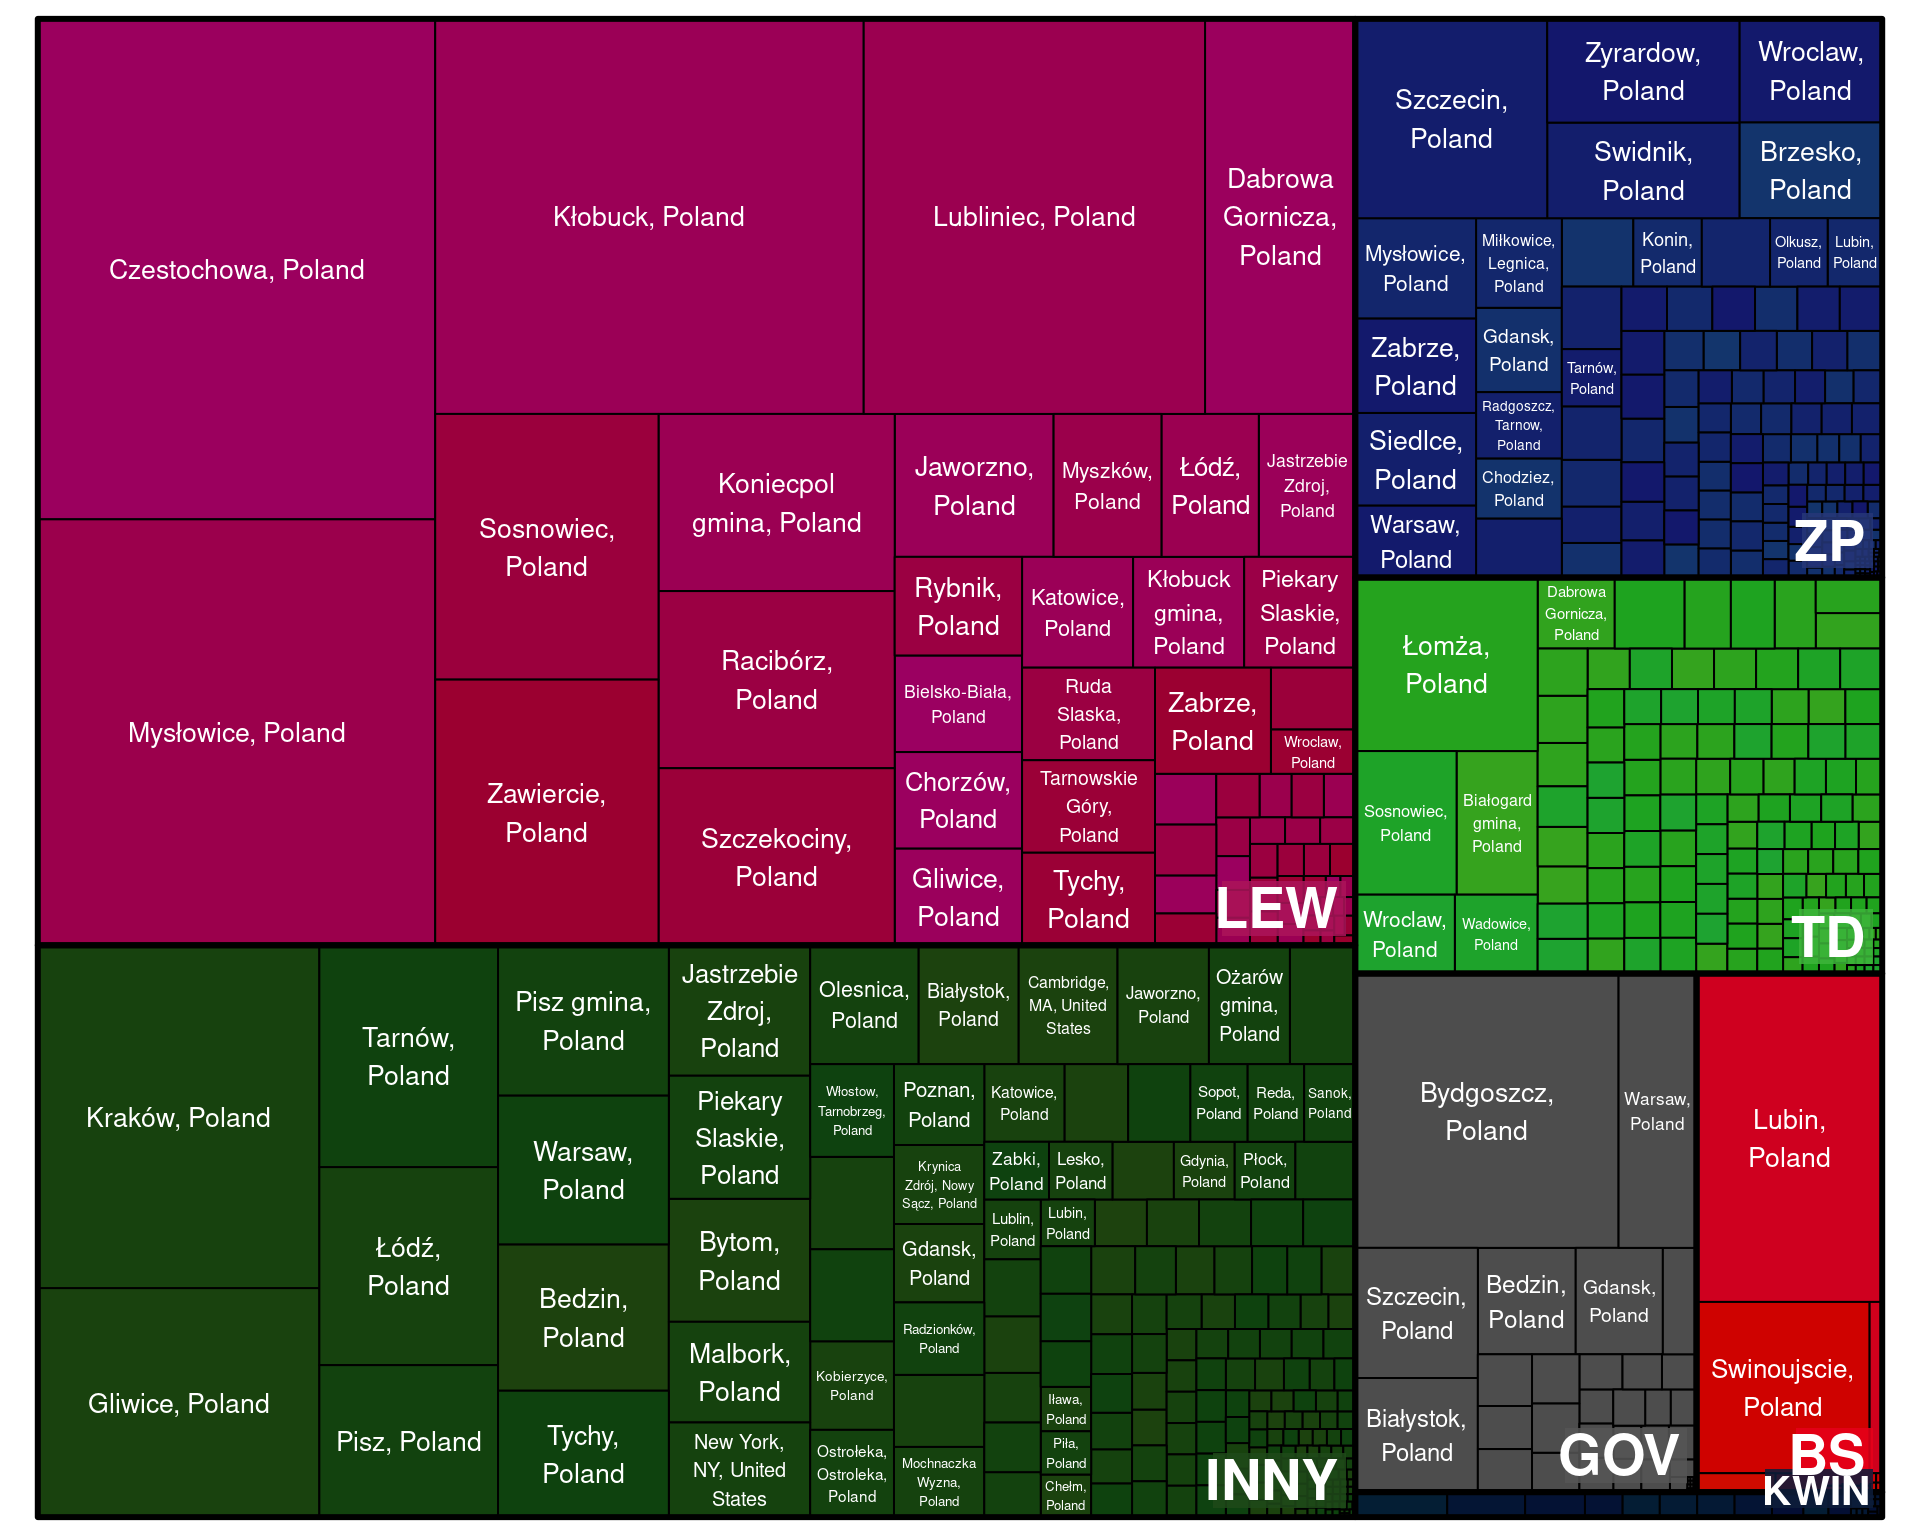 Czestochowa, Poland
Mysłowice, Poland
Kłobuck, Poland
Lubliniec, Poland
Dabrowa
Gornicza,
Poland
Sosnowiec,
Poland
Zawiercie,
Poland
Koniecpol
gmina, Poland
Racibórz,
Poland
Szczekociny,
Poland
Jaworzno,
Poland
Myszków,
Poland
Łódź,
Poland
Jastrzebie
Zdroj,
Poland
Rybnik,
Poland
Katowice,
Poland
Kłobuck
gmina,
Poland
Piekary
Slaskie,
Poland
Bielsko-Biała,
Poland
Chorzów,
Poland
Gliwice,
Poland
Ruda
Slaska,
Poland
Tarnowskie
Góry,
Poland
Tychy,
Poland
Zabrze,
Poland
Wroclaw,
Poland
LEW
Kraków, Poland
Gliwice, Poland
Tarnów,
Poland
Łódź,
Poland
Pisz, Poland
Pisz gmina,
Poland
Warsaw,
Poland
Bedzin,
Poland
Tychy,
Poland
Jastrzebie
Zdroj,
Poland
Piekary
Slaskie,
Poland
Bytom,
Poland
Malbork,
Poland
New York,
NY, United
States
Olesnica,
Poland
Białystok,
Poland
Cambridge,
MA, United
States
Jaworzno,
Poland
Ożarów
gmina,
Poland
Włostow,
Tarnobrzeg,
Poland
Kobierzyce,
Poland
Ostrołeka,
Ostroleka,
Poland
Poznan,
Poland
Krynica
Zdrój, Nowy
Sącz, Poland
Gdansk,
Poland
Radzionków,
Poland
Mochnaczka
Wyzna,
Poland
Katowice,
Poland
Sopot,
Poland
Reda,
Poland
Sanok,
Poland
Zabki,
Poland
Lesko,
Poland
Gdynia,
Poland
Płock,
Poland
Lublin,
Poland
Lubin,
Poland
Iława,
Poland
Piła,
Poland
Chełm,
Poland
INNY
Szczecin,
Poland
Zyrardow,
Poland
Wroclaw,
Poland
Swidnik,
Poland
Brzesko,
Poland
Mysłowice,
Poland
Zabrze,
Poland
Siedlce,
Poland
Warsaw,
Poland
Miłkowice,
Legnica,
Poland
Gdansk,
Poland
Radgoszcz,
Tarnow,
Poland
Chodziez,
Poland
Konin,
Poland
Olkusz,
Poland
Lubin,
Poland
Tarnów,
Poland
ZP
Łomża,
Poland
Dabrowa
Gornicza,
Poland
Sosnowiec,
Poland
Białogard
gmina,
Poland
Wroclaw,
Poland
Wadowice,
Poland
TD
Bydgoszcz,
Poland
Warsaw,
Poland
Szczecin,
Poland
Bedzin,
Poland
Gdansk,
Poland
Białystok,
Poland
GOV
Lubin,
Poland
Swinoujscie,
Poland
BS
KWIN